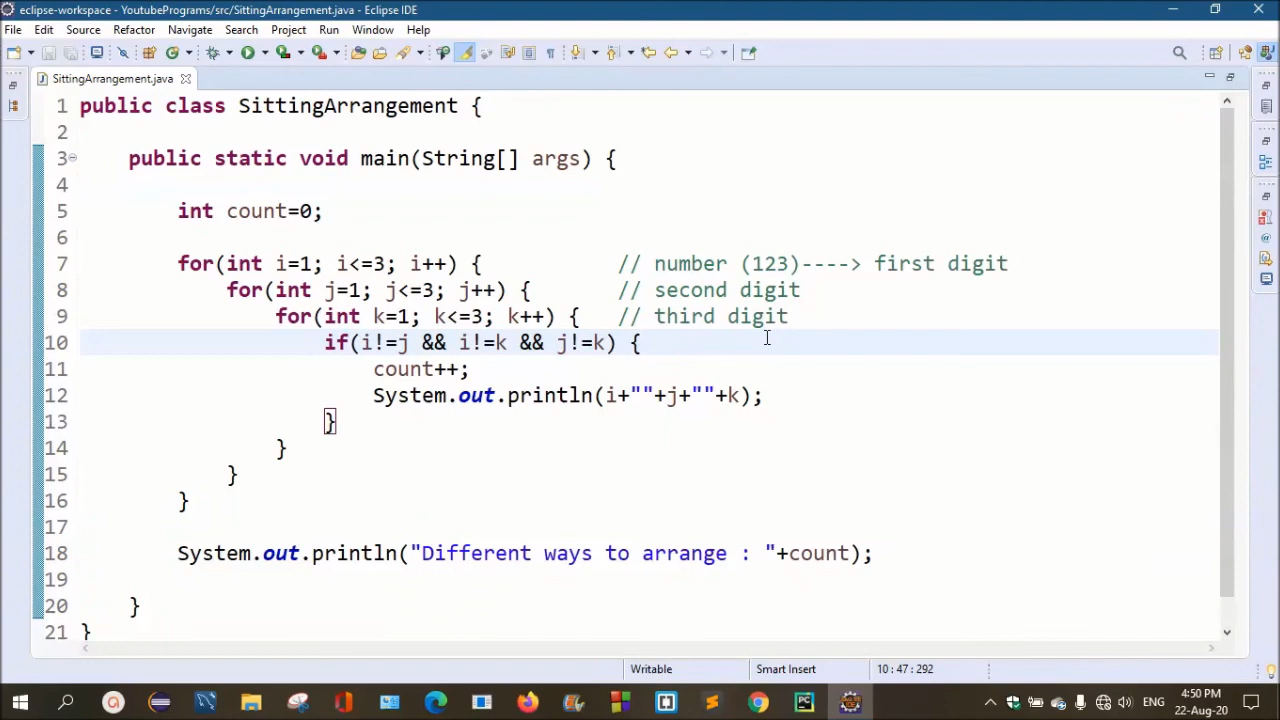 eclipse-workspace - YoutubePrograms/src/SittingArrangement.java - Eclipse IDE
File Edit Source Refactor Navigate Search Project Run Window Help
SittingArrangement.java
1 public class SittingArrangement {
2
3 public static void main(String[] args) {
4
5 int count=0;
6
7 for(int i=1; i<=3; i++) { // number (123)----> first digit
8 for(int j=1; j<=3; j++) { // second digit
9 for(int k=1; k<=3; k++) { // third digit
10 if(i!=j && i!=k && j!=k) {
11 count++;
12 System.out.println(i+""+j+""+k);
13 }
14 }
15 }
16 }
17
18 System.out.println("Different ways to arrange : "+count);
19
20 }
21 }
Writable Smart Insert 10 : 47 : 292
ENG 4:50 PM
22-Aug-20